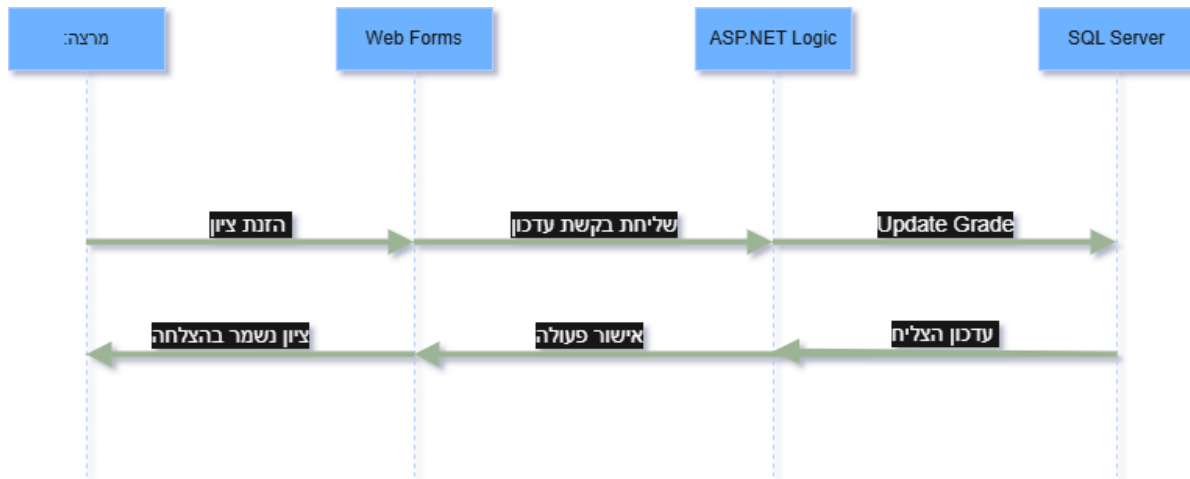 מרצה:
Web Forms
ASP.NET Logic
SQL Server
הזנת ציון
שליחת בקשת עדכון
Update Grade
ציון נשמר בהצלחה
אישור פעולה
עדכון הצליח